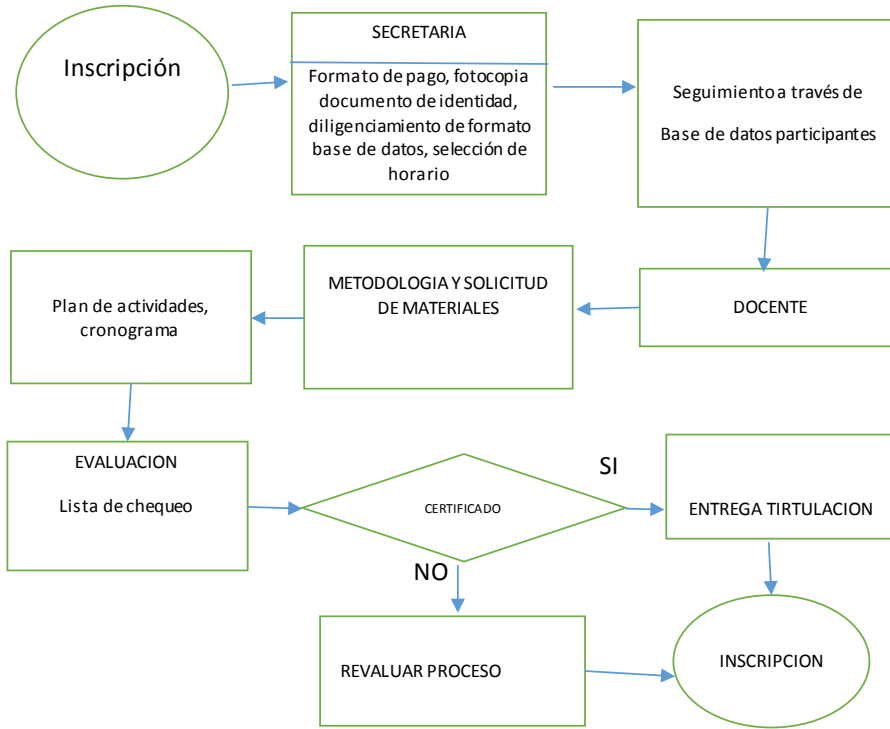 Inscripción
SECRETARIA
Formato de pago, fotocopia
documento de identidad,
diligenciamiento de formato
base de datos, selección de
horario
Seguimiento a través de
Base de datos participantes
DOCENTE
METODOLOGIA Y SOLICITUD
DE MATERIALES
Plan de actividades,
cronograma
EVALUACION
Lista de chequeo
CERTIFICADO
SI
ENTREGA TIRTULACION
NO
REVALUAR PROCESO
INSCRIPCION